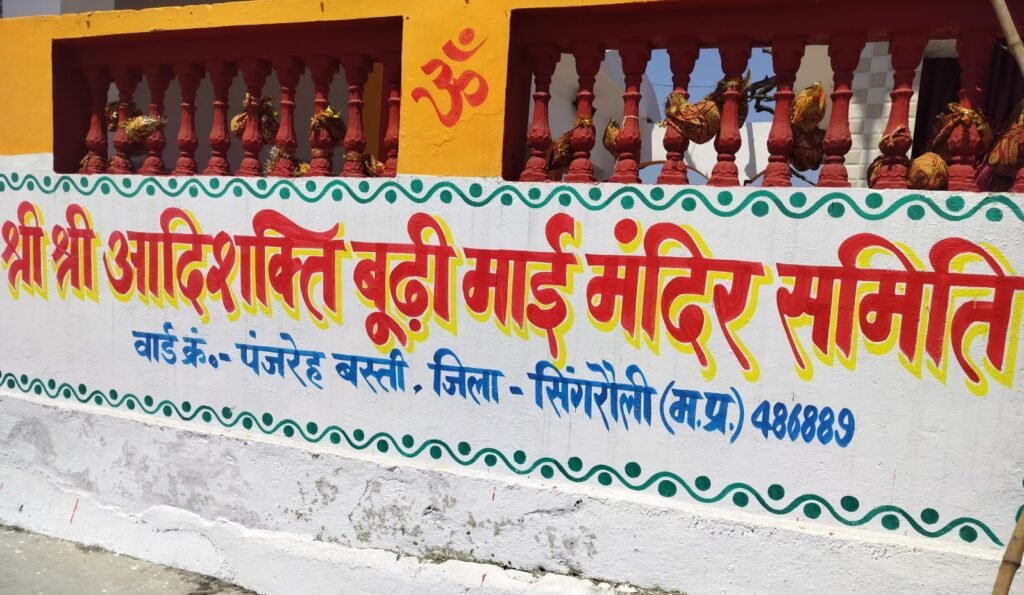 ॐ
श्री श्री आदिशक्ति बूढ़ी माई मंदिर समिति
वार्ड क्रं.- पंजरेह बस्ती, जिला - सिंगरौली (म.प्र.) 486889